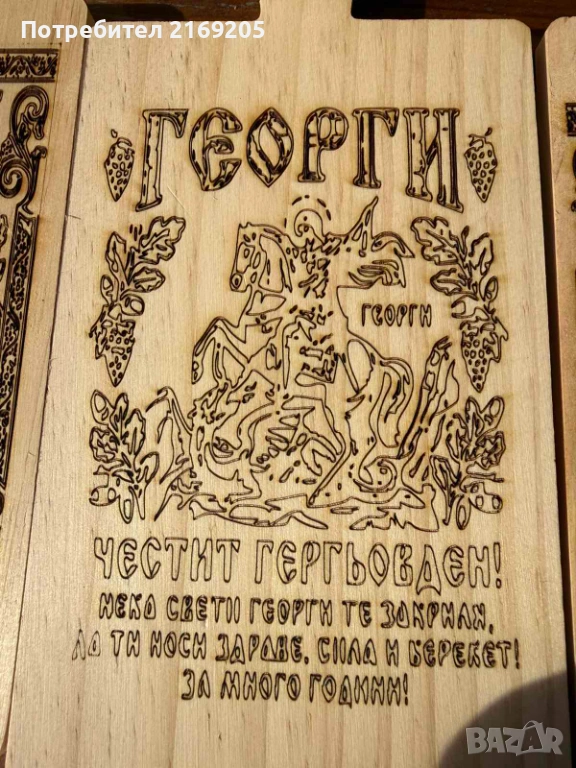 Потребител 2169205
ГЕОРГИ
ГЕОРГИ
ЧЕСТИТ ГЕРГЬОВДЕН!
НЕКА СВЕТИ ГЕОРГИ ТЕ ЗАКРИЛЯ,
ДА ТИ НОСИ ЗДРАВЕ, СИЛА И БЕРЕКЕТ!
ЗА МНОГО ГОДИНИ!
BAZAR